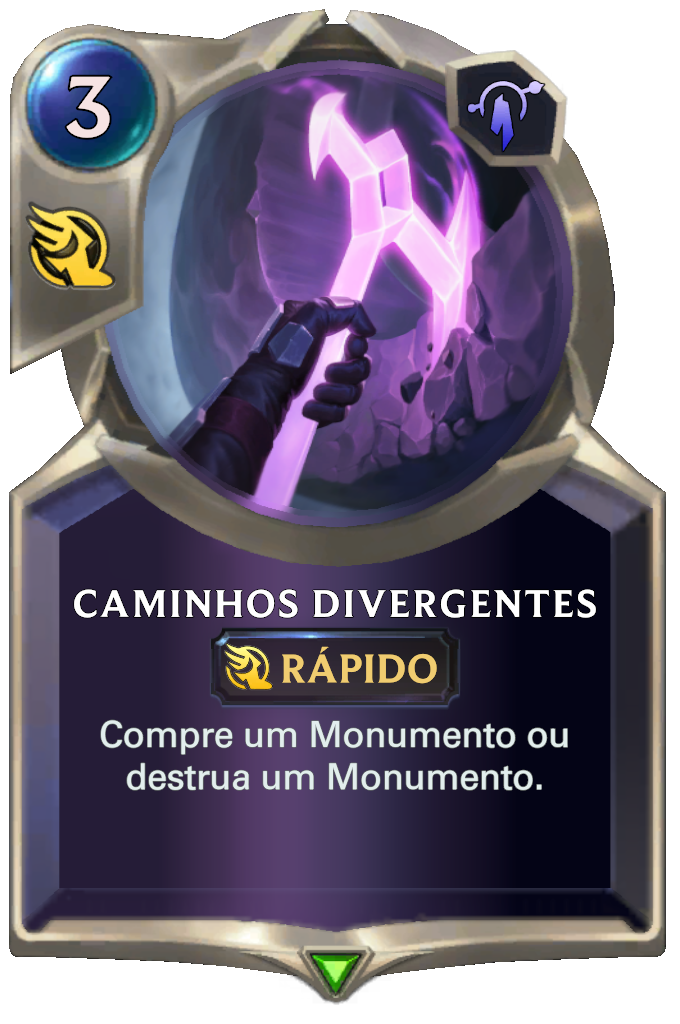 3
CAMINHOS DIVERGENTES
RÁPIDO
Compre um Monumento ou
destrua um Monumento.